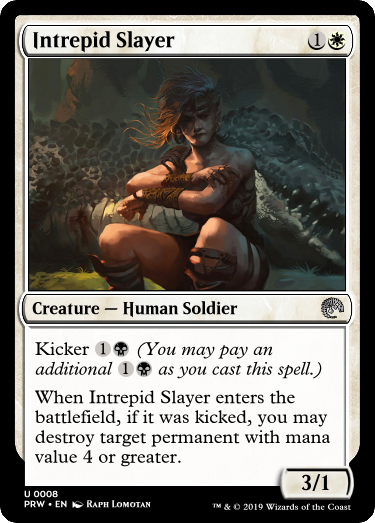 Intrepid Slayer 1
Creature — Human Soldier
Kicker 1 (You may pay an
additional 1 as you cast this spell.)
When Intrepid Slayer enters the
battlefield, if it was kicked, you may
destroy target permanent with mana
value 4 or greater.
3/1
U 0008
PRW • EN Raph Lomotan
™ & © 2019 Wizards of the Coast